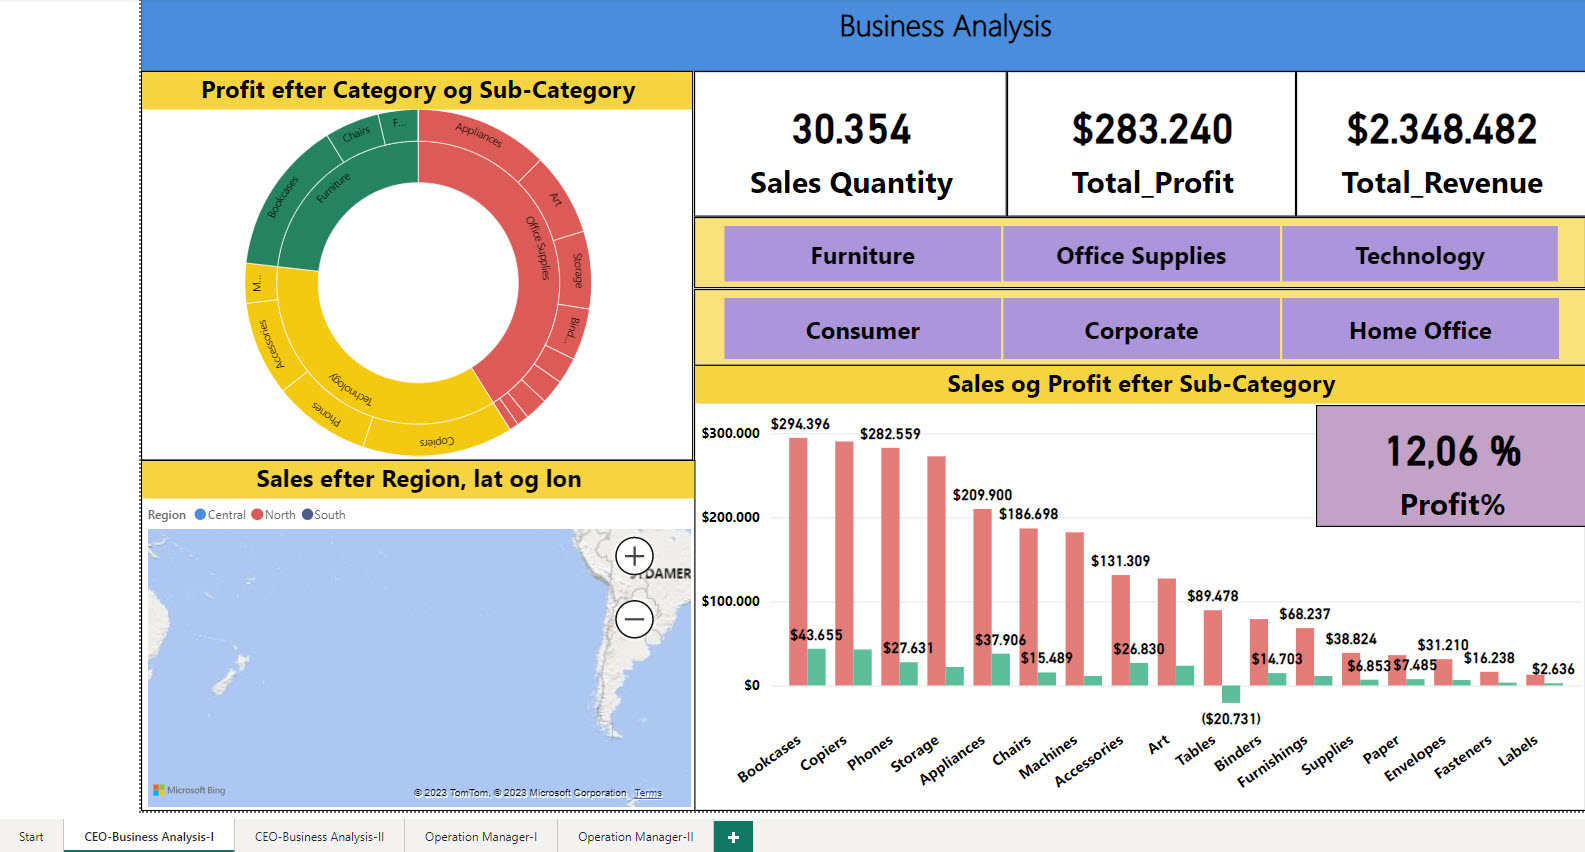 Business Analysis
Profit efter Category og Sub-Category
Appliances
Art
Storage
Bind...
Office Supplies
Copiers
Phones
Accessories
M...
Technology
Bookcases
Chairs
F...
Furniture
30.354
Sales Quantity
$283.240
Total_Profit
$2.348.482
Total_Revenue
Furniture
Office Supplies
Technology
Consumer
Corporate
Home Office
Sales efter Region, lat og lon
Region Central North South
+
YDAMER
−
Microsoft Bing
© 2023 TomTom, © 2023 Microsoft Corporation Terms
Sales og Profit efter Sub-Category
12,06 %
Profit%
$300.000
$200.000
$100.000
$0
$294.396
$282.559
$209.900
$186.698
$131.309
$89.478
$68.237
$38.824
$31.210
$16.238
$43.655
$27.631
$37.906
$15.489
$26.830
($20.731)
$14.703
$6.853
$7.485
$2.636
Bookcases
Copiers
Phones
Storage
Appliances
Chairs
Machines
Accessories
Art
Tables
Binders
Furnishings
Supplies
Paper
Envelopes
Fasteners
Labels
Start
CEO-Business Analysis-I
CEO-Business Analysis-II
Operation Manager-I
Operation Manager-II
+